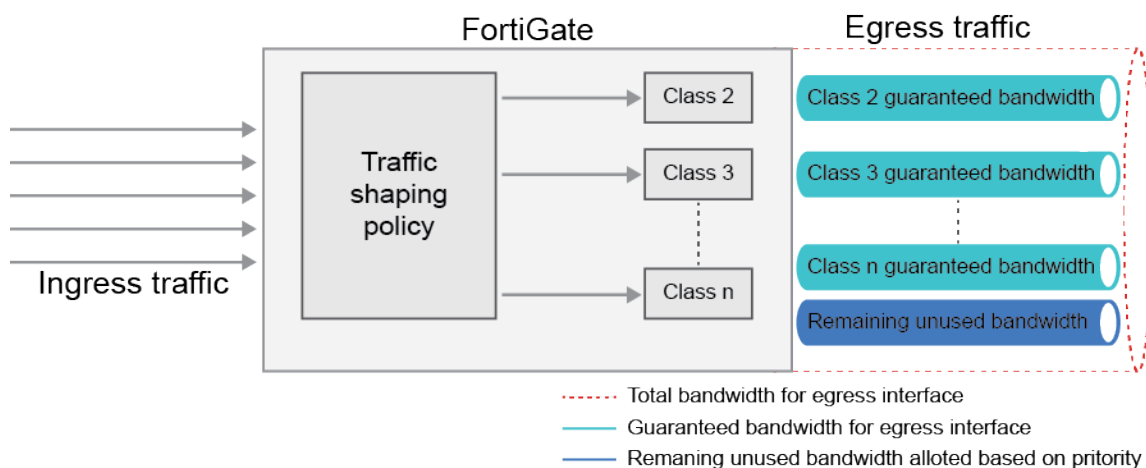 FortiGate
Egress traffic
Traffic
shaping
policy
Class 2
Class 3
Class n
Class 2 guaranteed bandwidth
Class 3 guaranteed bandwidth
Class n guaranteed bandwidth
Remaining unused bandwidth
Ingress traffic
Total bandwidth for egress interface
Guaranteed bandwidth for egress interface
Remaning unused bandwidth alloted based on pritority